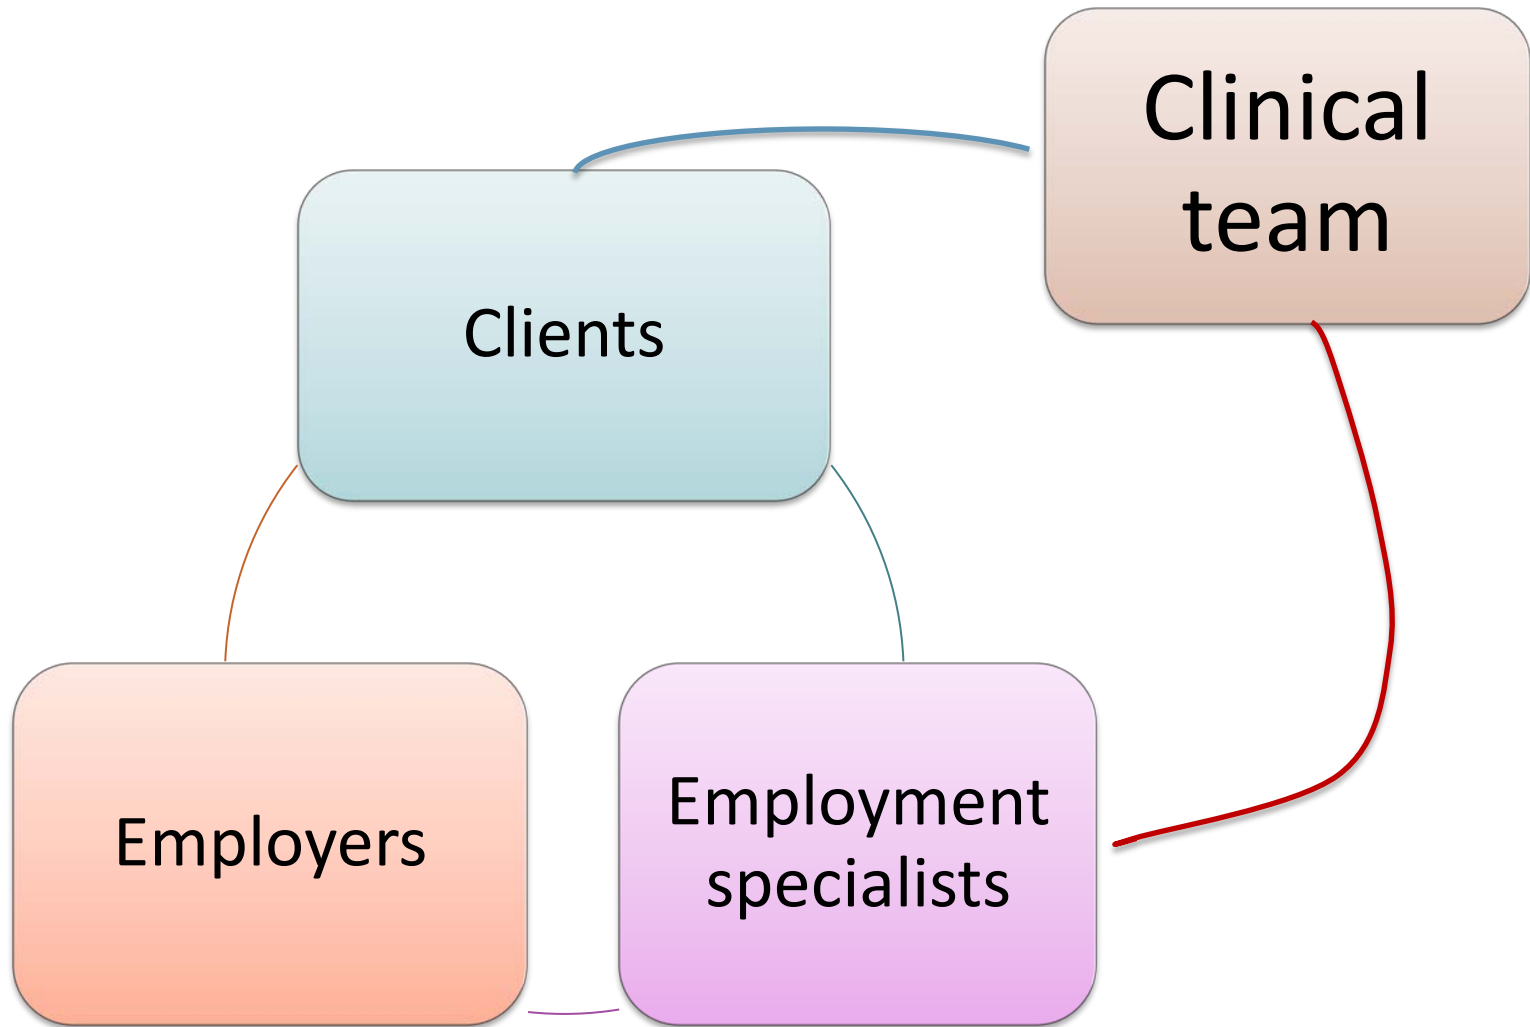 Clinical
team
Clients
Employers
Employment
specialists